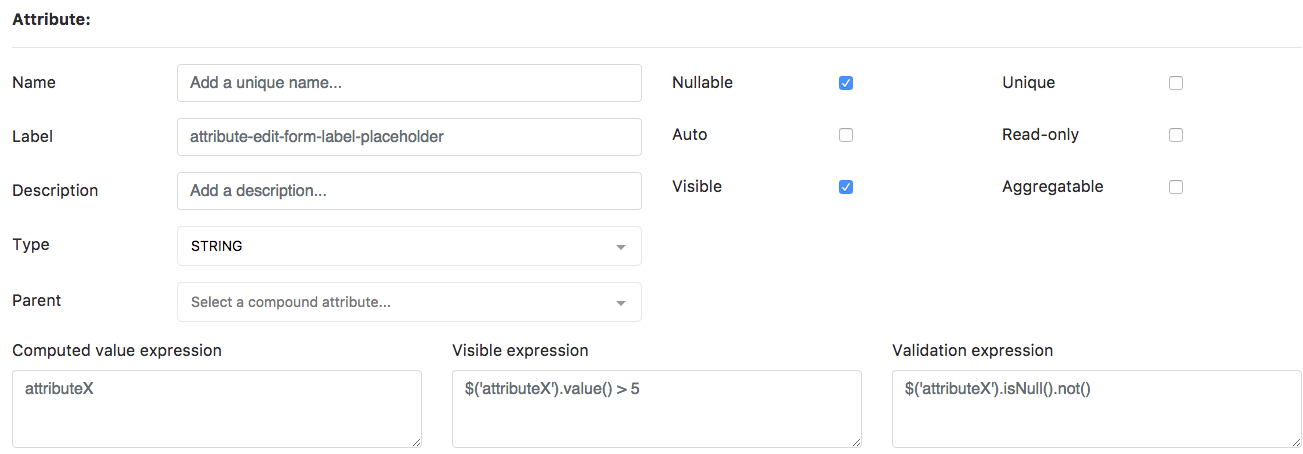 Attribute:
Name Add a unique name... Nullable Unique
Label attribute-edit-form-label-placeholder Auto Read-only
Description Add a description... Visible Aggregatable
Type STRING
Parent Select a compound attribute...
Computed value expression Visible expression Validation expression
attributeX $('attributeX').value() > 5 $('attributeX').isNull().not()